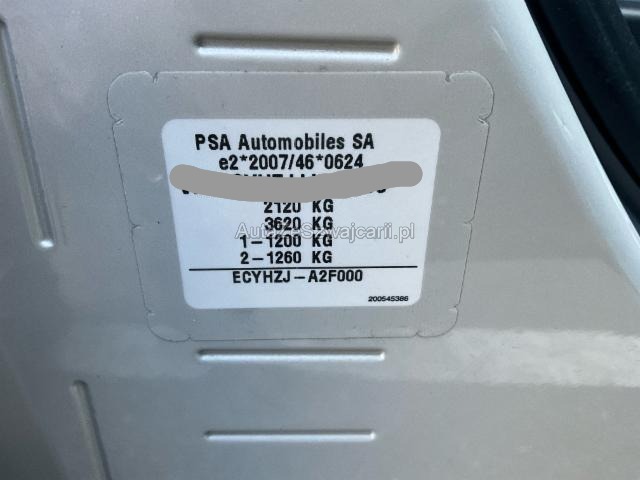 PSA Automobiles SA
e2*2007/46*0624
2120 KG
3620 KG
AutazeSzwajcarii.pl
1-1200 KG
2-1260 KG
ECYHZJ-A2F000
200545386